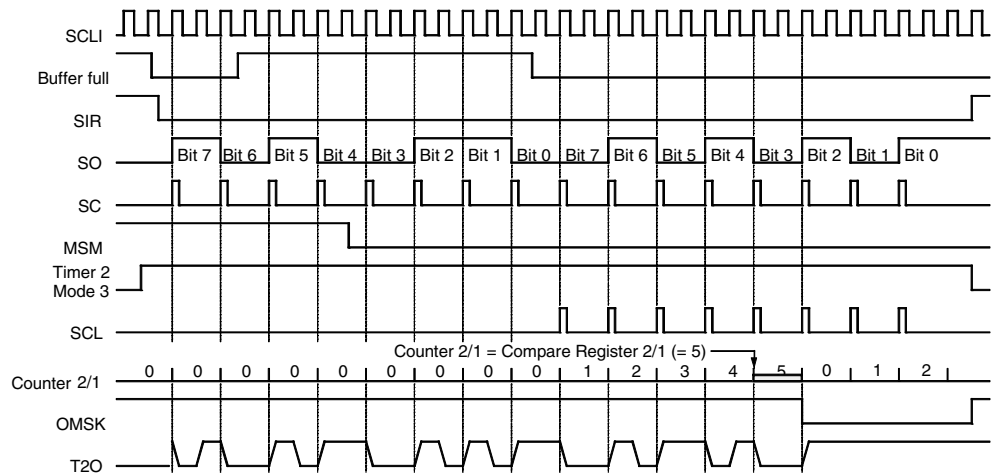 SCLI
Buffer full
SIR
SO
Bit 7 Bit 6 Bit 5 Bit 4 Bit 3 Bit 2 Bit 1 Bit 0 Bit 7 Bit 6 Bit 5 Bit 4 Bit 3 Bit 2 Bit 1 Bit 0
SC
MSM
Timer 2
Mode 3
SCL
Counter 2/1 = Compare Register 2/1 (= 5)
Counter 2/1
0 0 0 0 0 0 0 0 0 1 2 3 4 5 0 1 2
OMSK
T2O